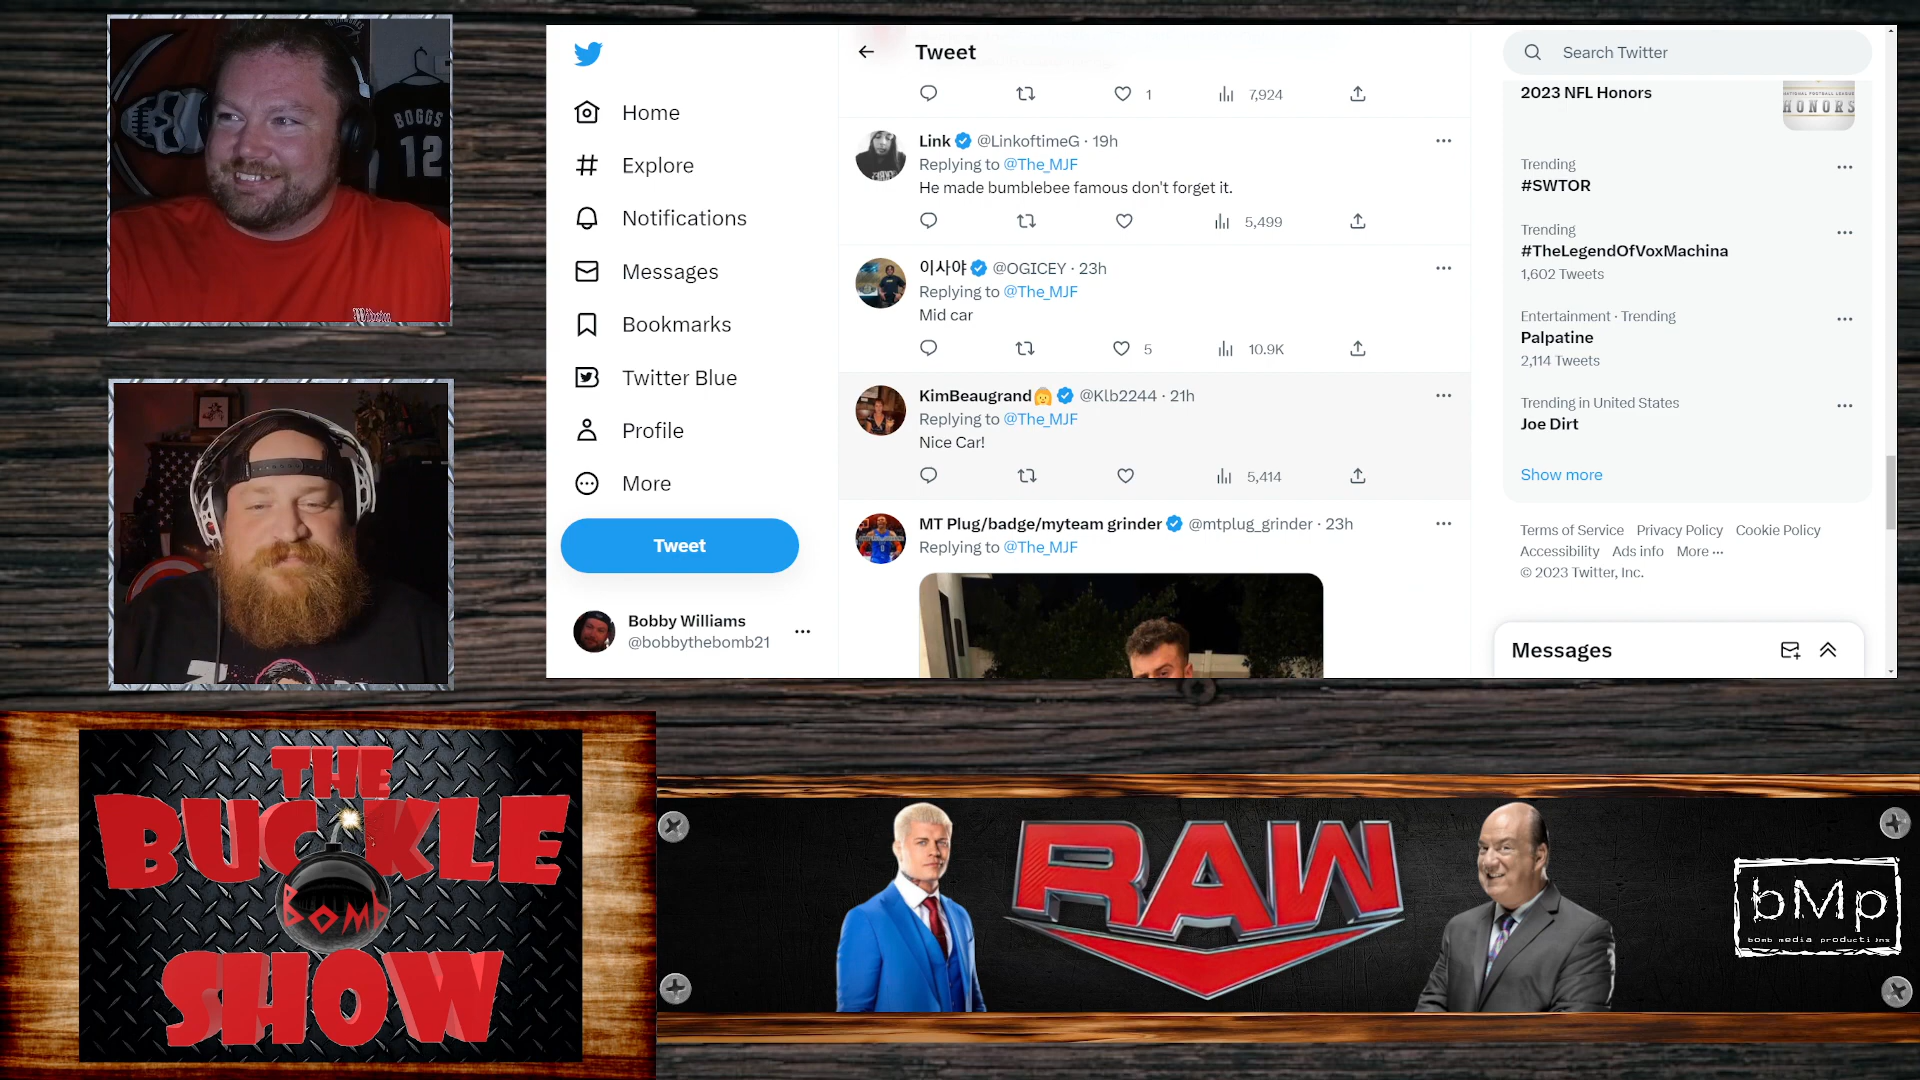 BOGGS
12
Home
Explore
Notifications
Messages
Bookmarks
Twitter Blue
Profile
More
Tweet
Bobby Williams
@bobbythebomb21
Tweet
1
7,924
Link @LinkoftimeG · 19h
Replying to @The_MJF
He made bumblebee famous don't forget it.
5,499
이사야 @OGICEY · 23h
Replying to @The_MJF
Mid car
5
10.9K
KimBeaugrand @Klb2244 · 21h
Replying to @The_MJF
Nice Car!
5,414
MT Plug/badge/myteam grinder @mtplug_grinder · 23h
Replying to @The_MJF
Search Twitter
2023 NFL Honors
NATIONAL FOOTBALL LEAGUE
HONORS
Trending
#SWTOR
Trending
#TheLegendOfVoxMachina
1,602 Tweets
Entertainment · Trending
Palpatine
2,114 Tweets
Trending in United States
Joe Dirt
Show more
Terms of Service Privacy Policy Cookie Policy
Accessibility Ads info More ···
© 2023 Twitter, Inc.
Messages
THE
BUCKLE
BOMB
SHOW
RAW
bMp
bomb media productions